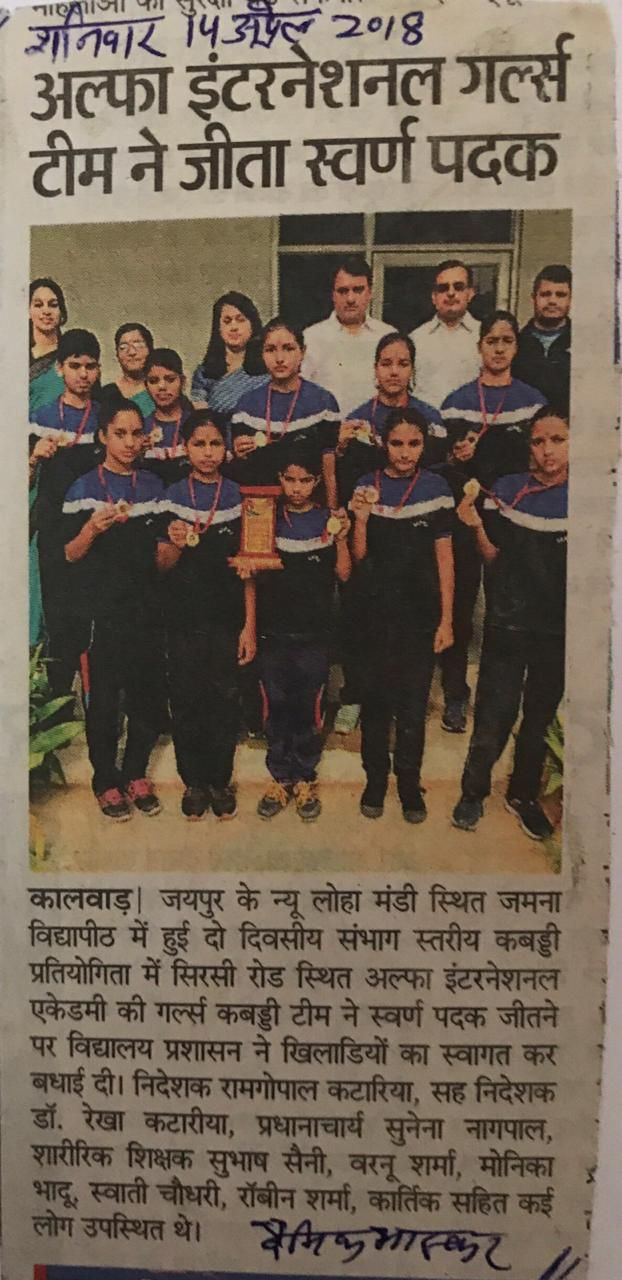 शनिवार 14 अप्रैल 2018
अल्फा इंटरनेशनल गर्ल्स
टीम ने जीता स्वर्ण पदक
कालवाड़| जयपुर के न्यू लोहा मंडी स्थित जमना
विद्यापीठ में हुई दो दिवसीय संभाग स्तरीय कबड्डी
प्रतियोगिता में सिरसी रोड स्थित अल्फा इंटरनेशनल
एकेडमी की गर्ल्स कबड्डी टीम ने स्वर्ण पदक जीतने
पर विद्यालय प्रशासन ने खिलाडियों का स्वागत कर
बधाई दी। निदेशक रामगोपाल कटारिया, सह निदेशक
डॉ. रेखा कटारीया, प्रधानाचार्य सुनेना नागपाल,
शारीरिक शिक्षक सुभाष सैनी, वरनू शर्मा, मोनिका
भादू, स्वाती चौधरी, रॉबीन शर्मा, कार्तिक सहित कई
लोग उपस्थित थे।
दैनिक भास्कर